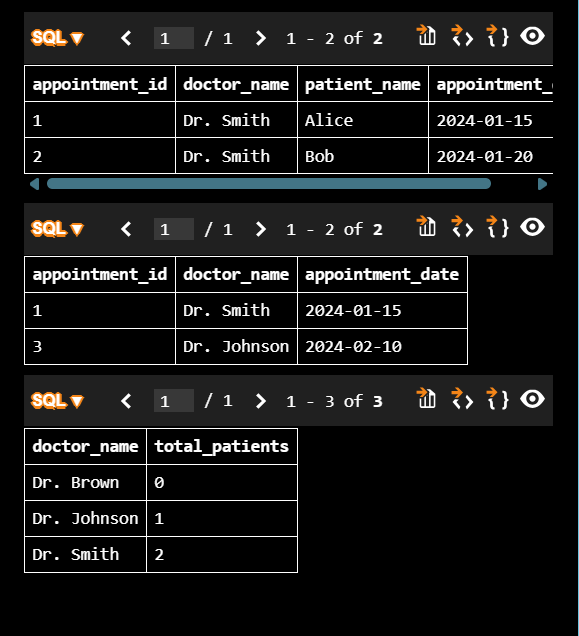 SQL 1 / 1 1 - 2 of 2
appointment_id doctor_name patient_name appointment_
1 Dr. Smith Alice 2024-01-15
2 Dr. Smith Bob 2024-01-20
SQL 1 / 1 1 - 2 of 2
appointment_id doctor_name appointment_date
1 Dr. Smith 2024-01-15
3 Dr. Johnson 2024-02-10
SQL 1 / 1 1 - 3 of 3
doctor_name total_patients
Dr. Brown 0
Dr. Johnson 1
Dr. Smith 2